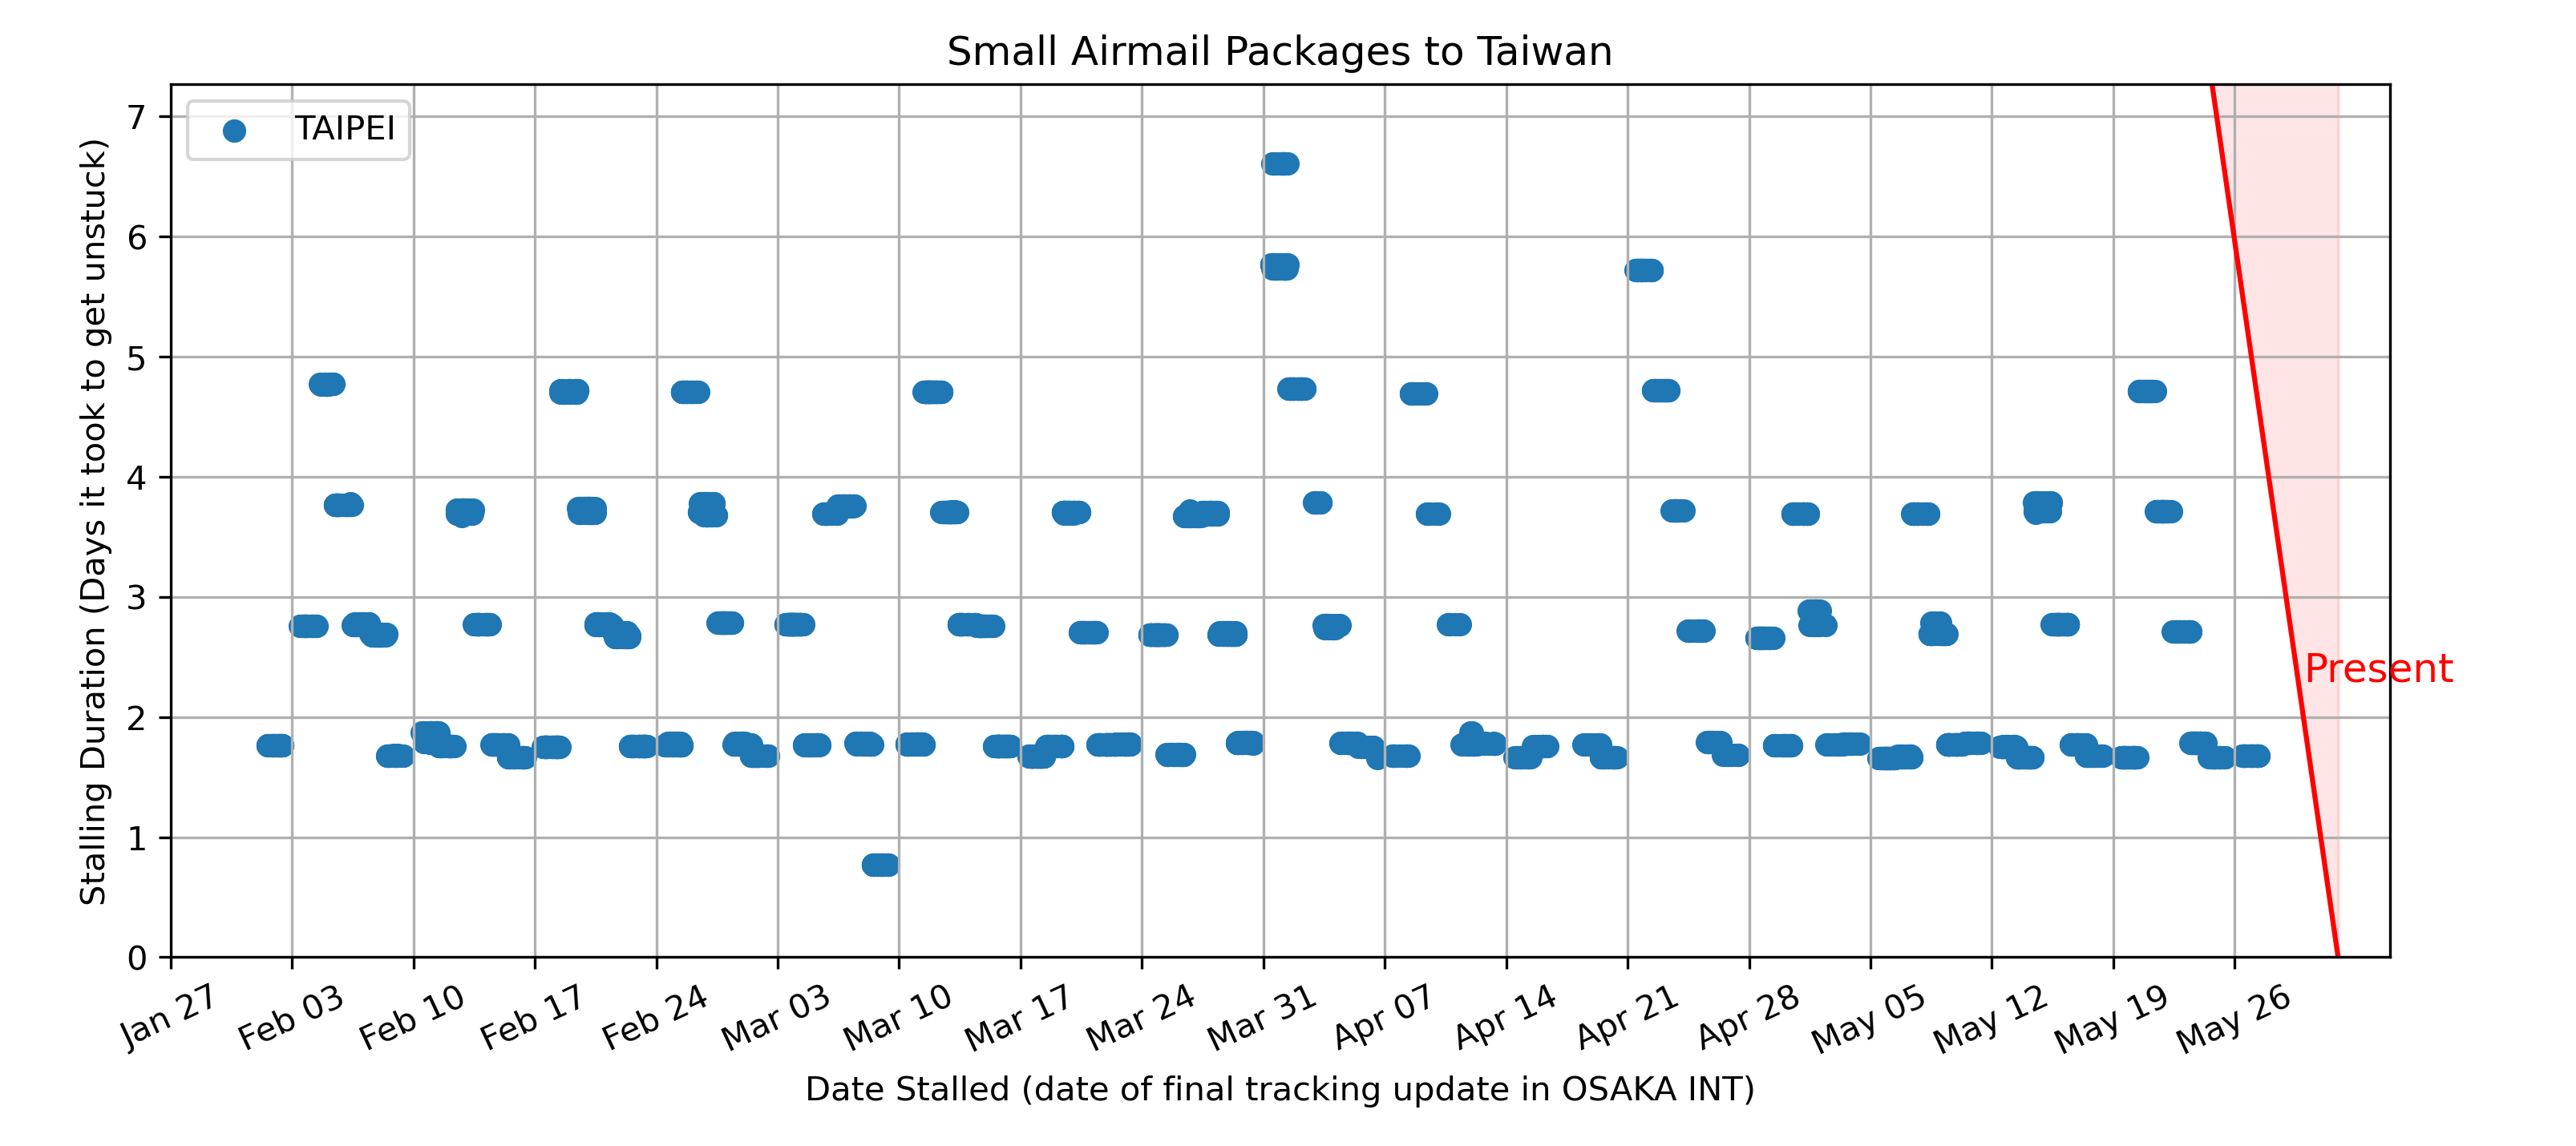 Small Airmail Packages to Taiwan
TAIPEI
Stalling Duration (Days it took to get unstuck)
7
6
5
4
3
2
1
0
Present
Jan 27
Feb 03
Feb 10
Feb 17
Feb 24
Mar 03
Mar 10
Mar 17
Mar 24
Mar 31
Apr 07
Apr 14
Apr 21
Apr 28
May 05
May 12
May 19
May 26
Date Stalled (date of final tracking update in OSAKA INT)